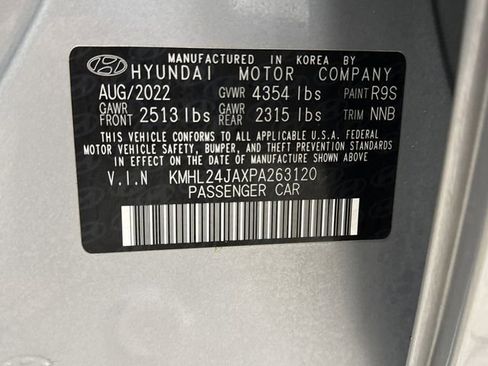 MANUFACTURED IN KOREA BY
HYUNDAI MOTOR COMPANY
AUG/2022 GVWR 4354 lbs PAINT R9S
GAWR FRONT 2513 lbs GAWR REAR 2315 lbs TRIM NNB
THIS VEHICLE CONFORMS TO ALL APPLICABLE U.S.A. FEDERAL
MOTOR VEHICLE SAFETY, BUMPER, AND THEFT PREVENTION STANDARDS
IN EFFECT ON THE DATE OF MANUFACTURE SHOWN ABOVE.
V.I.N KMHL24JAXPA263120
PASSENGER CAR